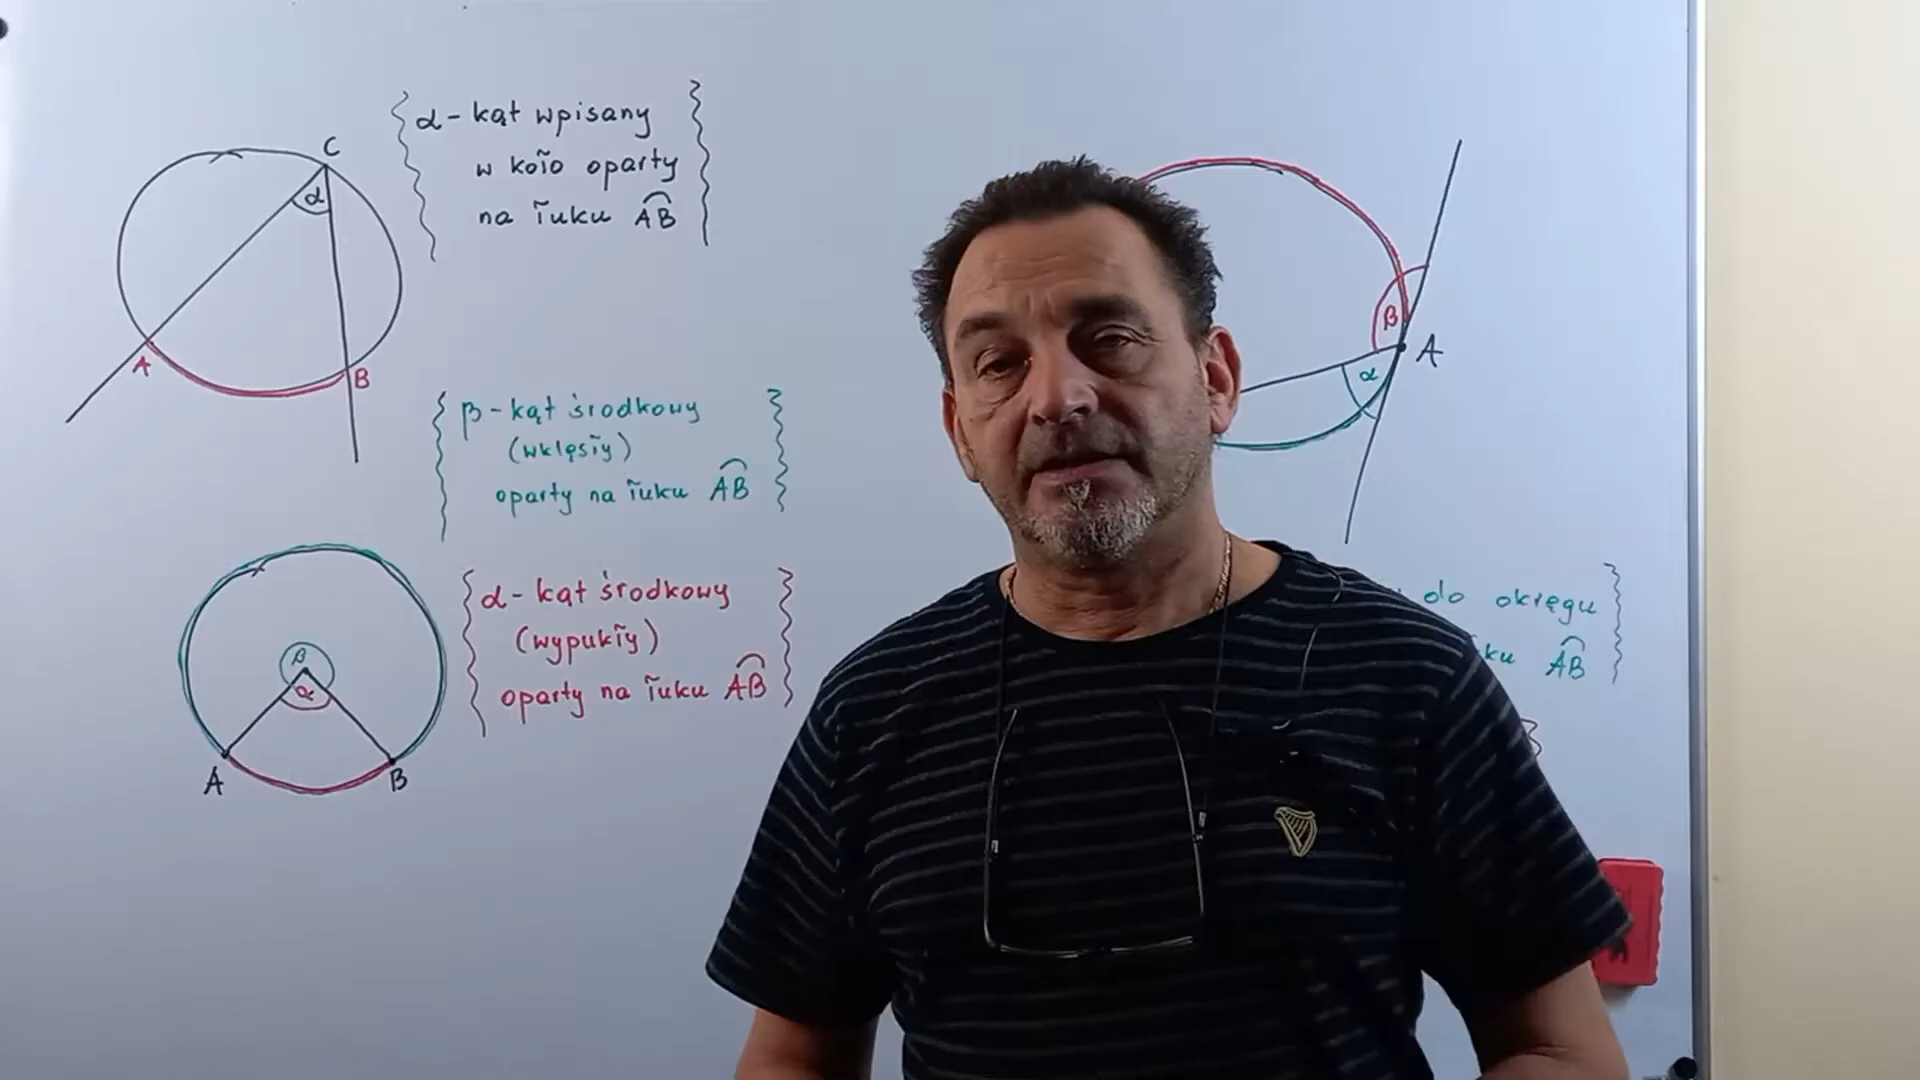 α - kąt wpisany
w koło oparty
na łuku AB
C
α
A
B
β - kąt środkowy
(wklęsły)
oparty na łuku AB
α - kąt środkowy
(wypukły)
oparty na łuku AB
β
α
A
B
β
A
α
do okręgu
ku AB